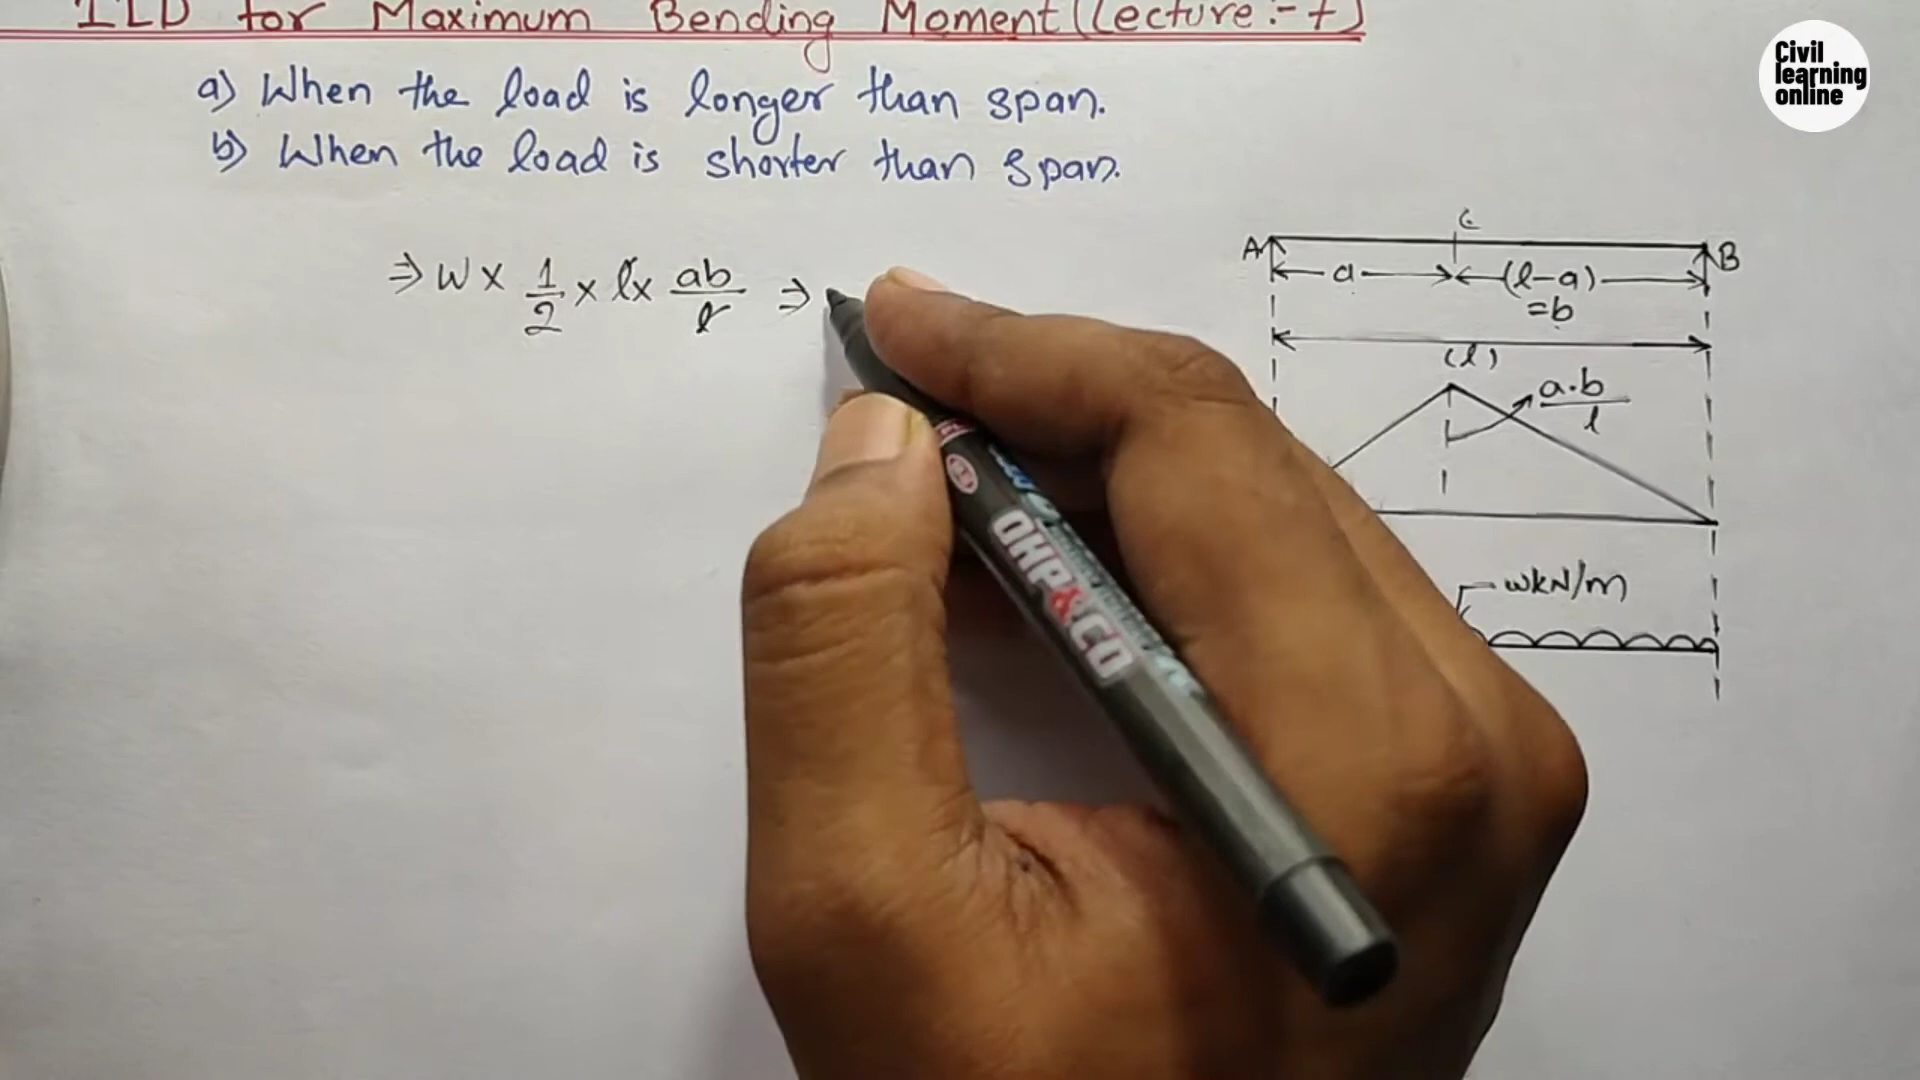 ILD for Maximum Bending Moment (Lecture :- 7)
a) When the load is longer than span.
b) When the load is shorter than span.
⇒ W × 1/2 × l × ab/l ⇒
A C B
a (l-a)
=b
(l)
a.b/l
wkN/m
OHP&CO
Civil
learning
online